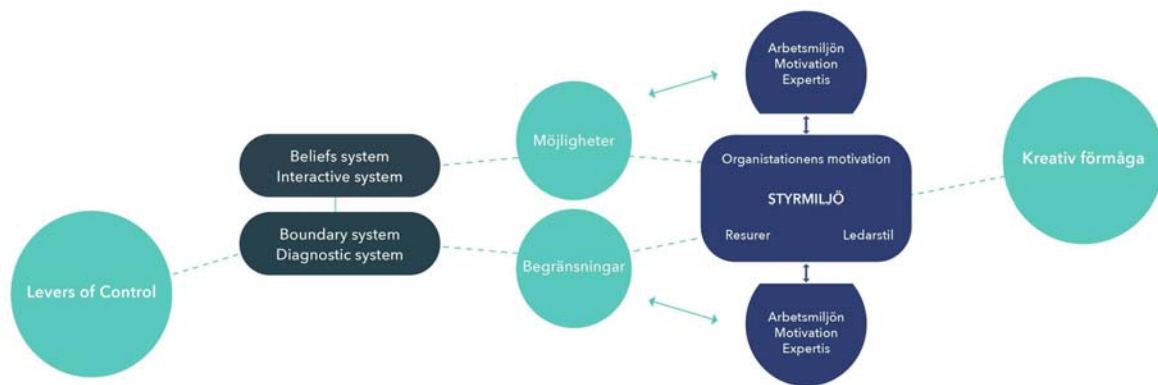 Levers of Control
Beliefs system
Interactive system
Boundary system
Diagnostic system
Möjligheter
Begränsningar
Arbetsmiljön
Motivation
Expertis
Organistationens motivation
STYRMILJÖ
Resurer
Ledarstil
Arbetsmiljön
Motivation
Expertis
Kreativ förmåga